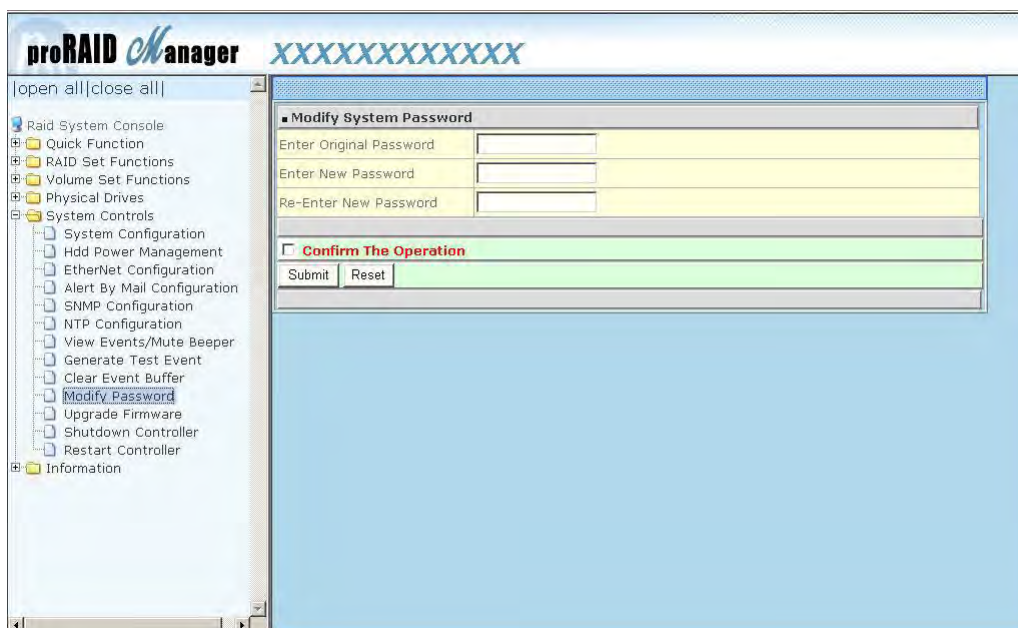 proRAID Manager XXXXXXXXXXXX
|open all|close all|
Raid System Console
Quick Function
RAID Set Functions
Volume Set Functions
Physical Drives
System Controls
System Configuration
Hdd Power Management
EtherNet Configuration
Alert By Mail Configuration
SNMP Configuration
NTP Configuration
View Events/Mute Beeper
Generate Test Event
Clear Event Buffer
Modify Password
Upgrade Firmware
Shutdown Controller
Restart Controller
Information
Modify System Password
Enter Original Password
Enter New Password
Re-Enter New Password
Confirm The Operation
Submit Reset